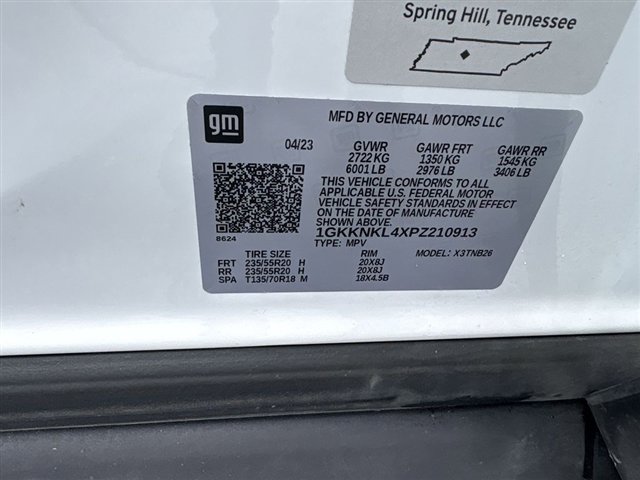 Spring Hill, Tennessee
gm
MFD BY GENERAL MOTORS LLC
04/23 GVWR GAWR FRT GAWR RR
2722 KG 1350 KG 1545 KG
6001 LB 2976 LB 3406 LB
THIS VEHICLE CONFORMS TO ALL
APPLICABLE U.S. FEDERAL MOTOR
VEHICLE SAFETY STANDARDS IN EFFECT
ON THE DATE OF MANUFACTURE
SHOWN ABOVE.
1GKKNKL4XPZ210913
8624 TYPE: MPV MODEL: X3TNB26
TIRE SIZE RIM
FRT 235/55R20 H 20X8J
RR 235/55R20 H 20X8J
SPA T135/70R18 M 18X4.5B